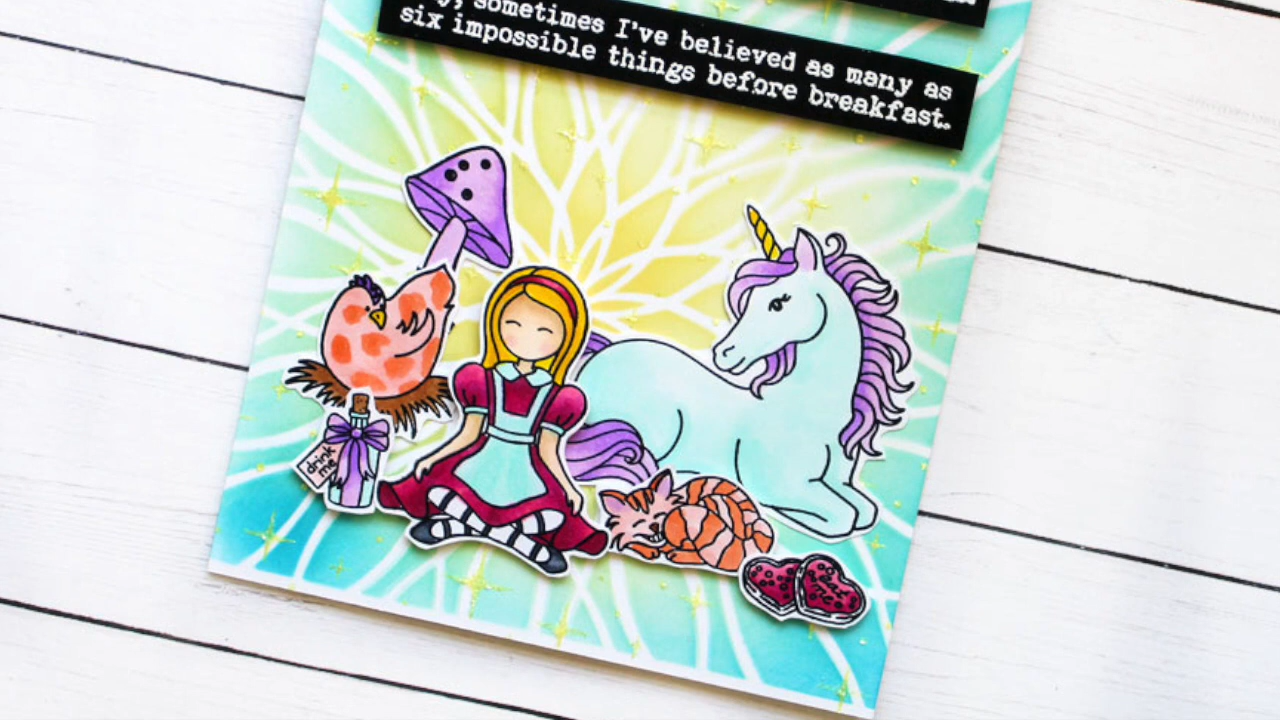 sometimes I've believed as many as
six impossible things before breakfast.
drink
me